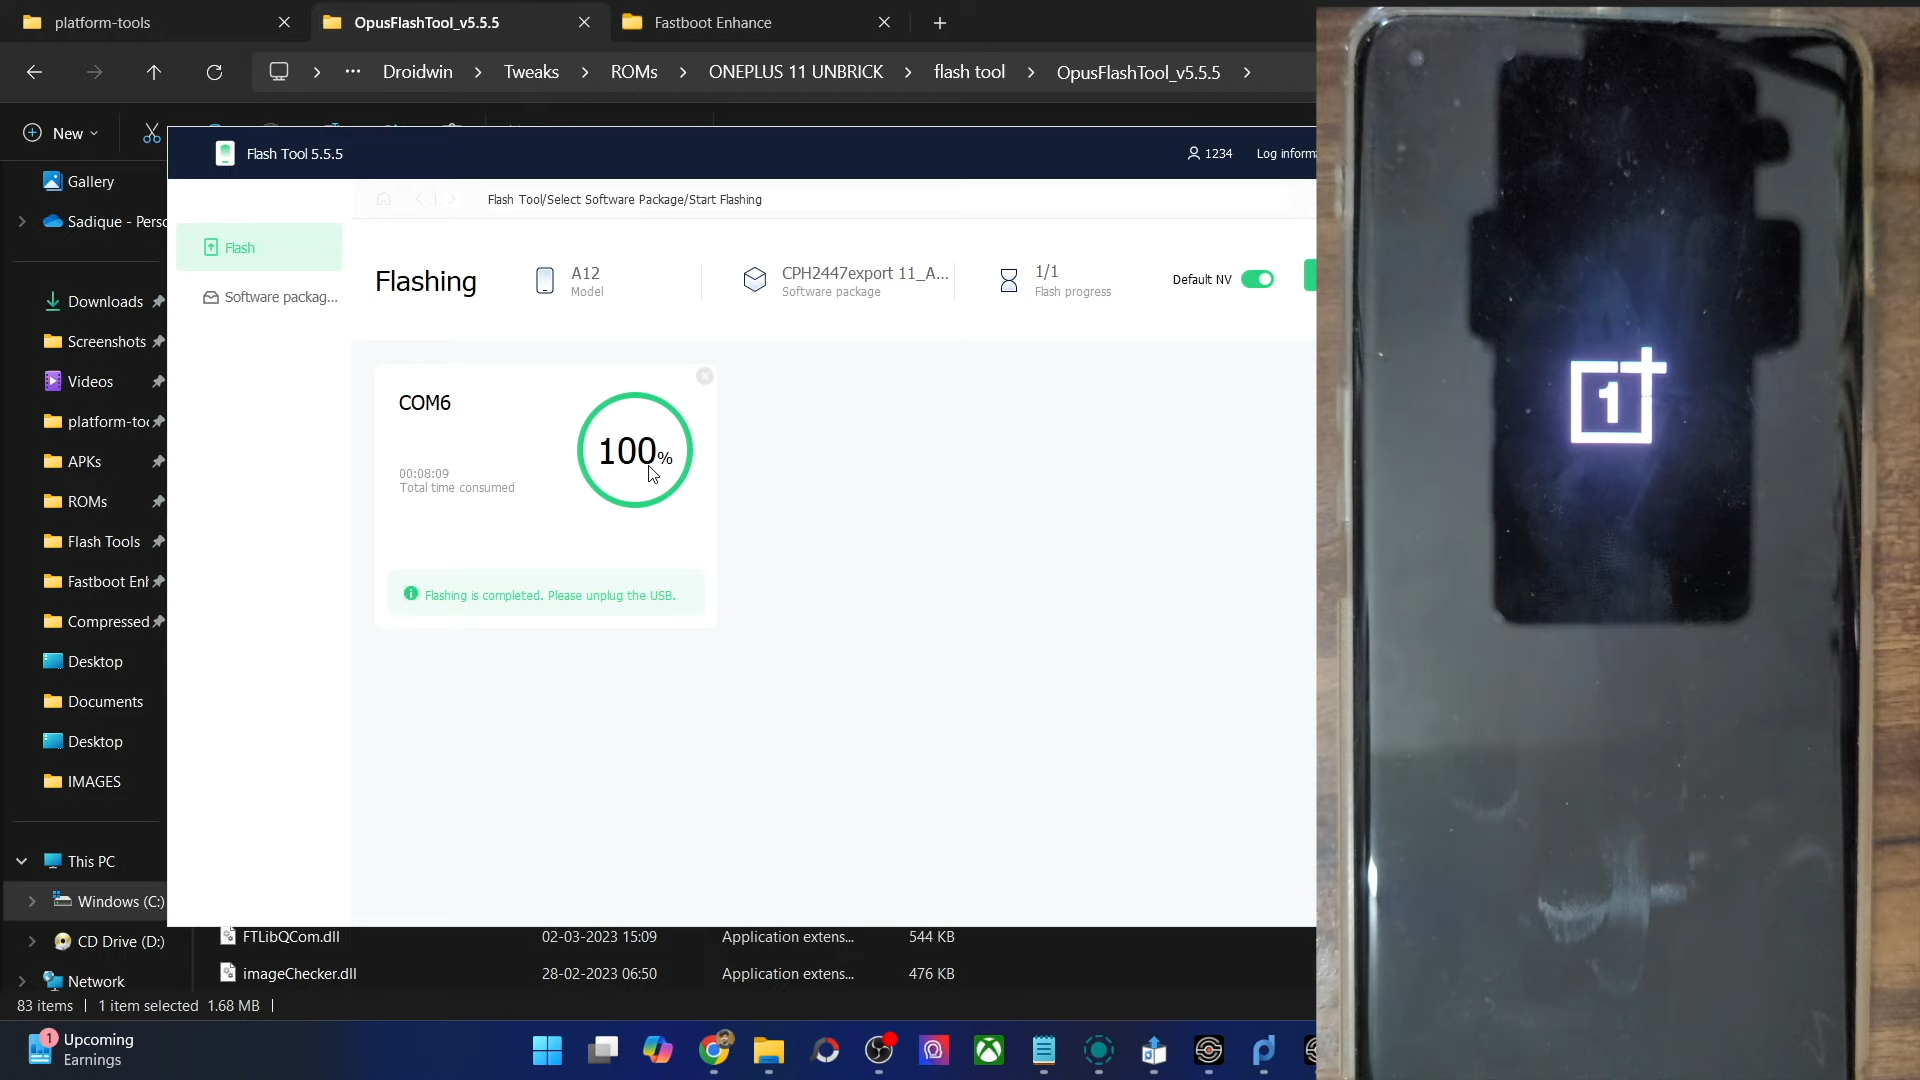 platform-tools
OpusFlashTool_v5.5.5
Fastboot Enhance
Droidwin
Tweaks
ROMs
ONEPLUS 11 UNBRICK
flash tool
OpusFlashTool_v5.5.5
New
Flash Tool 5.5.5
1234
Log informa
Gallery
Sadique - Perso
Flash Tool/Select Software Package/Start Flashing
Flash
Software packag...
Flashing
A12
Model
CPH2447export 11_A...
Software package
1/1
Flash progress
Default NV
Downloads
Screenshots
Videos
platform-too
APKs
ROMs
Flash Tools
Fastboot Enh
Compressed
Desktop
Documents
Desktop
IMAGES
COM6
100%
00:08:09
Total time consumed
Flashing is completed. Please unplug the USB.
1
This PC
Windows (C:)
CD Drive (D:)
Network
FTLibQCom.dll
02-03-2023 15:09
Application extens...
544 KB
imageChecker.dll
28-02-2023 06:50
Application extens...
476 KB
83 items
1 item selected 1.68 MB
1
Upcoming
Earnings